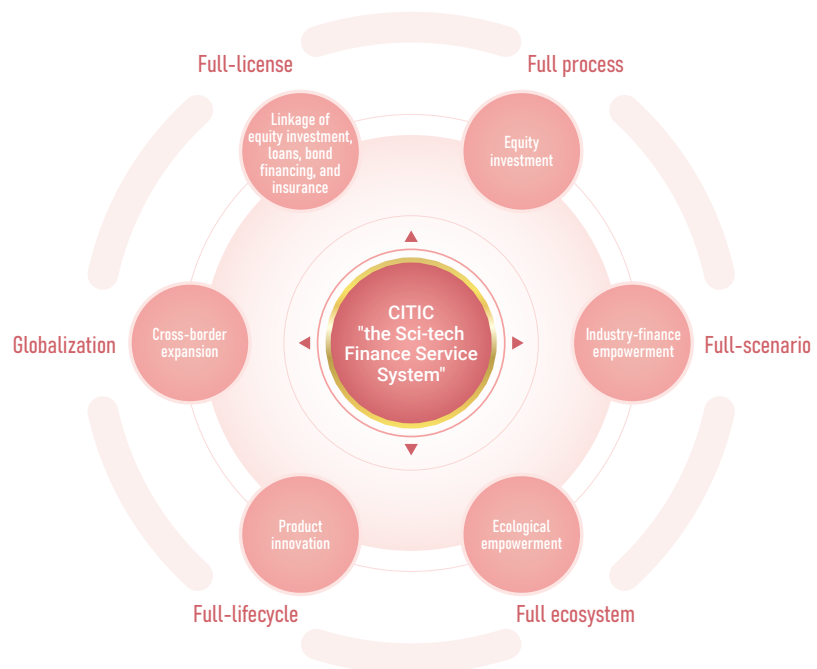 Full-license
Full process
Linkage of
equity investment,
loans, bond
financing, and
insurance
Equity
investment
CITIC
"the Sci-tech
Finance Service
System"
Globalization
Cross-border
expansion
Industry-finance
empowerment
Full-scenario
Product
innovation
Ecological
empowerment
Full-lifecycle
Full ecosystem